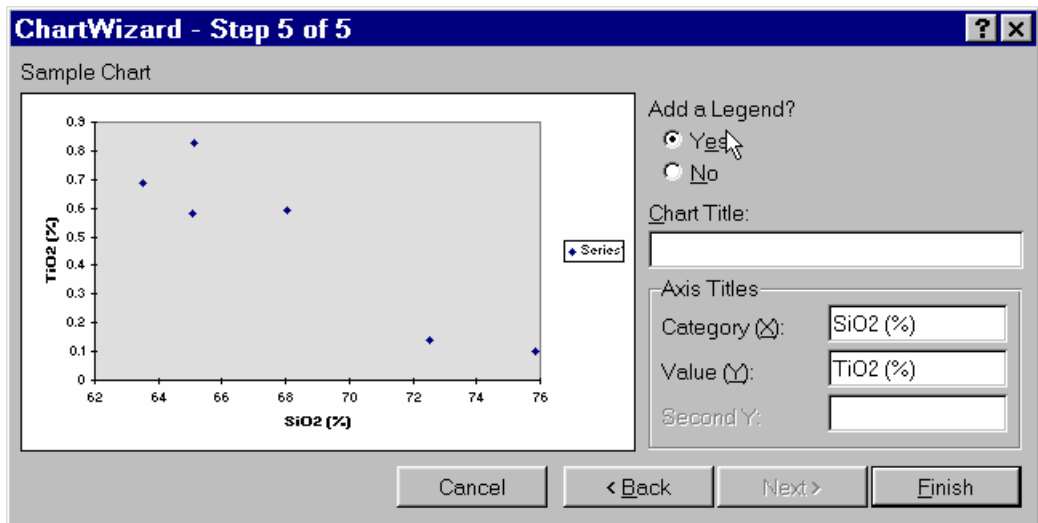 ChartWizard - Step 5 of 5
Sample Chart
0.9
0.8
0.7
0.6
0.5
0.4
0.3
0.2
0.1
0
TiO2 (%)
62 64 66 68 70 72 74 76
SiO2 (%)
Series
Add a Legend?
Yes
No
Chart Title:
Axis Titles
Category (X): SiO2 (%)
Value (Y): TiO2 (%)
Second Y:
Cancel < Back Next > Finish